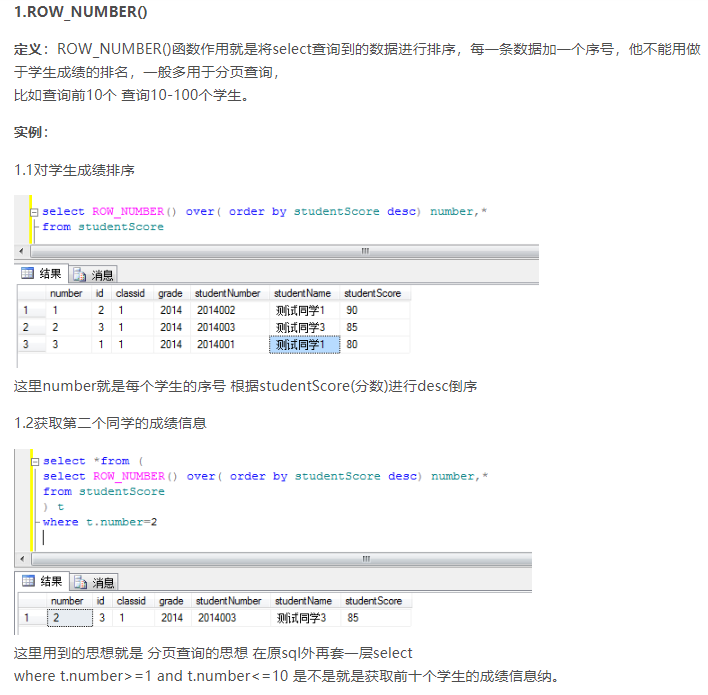 1.ROW_NUMBER()
定义：ROW_NUMBER()函数作用就是将select查询到的数据进行排序，每一条数据加一个序号，他不能用做
于学生成绩的排名，一般多用于分页查询，
比如查询前10个 查询10-100个学生。
实例：
1.1对学生成绩排序
select ROW_NUMBER() over( order by studentScore desc) number,*
from studentScore
结果 消息
number id classid grade studentNumber studentName studentScore
1 1 2 1 2014 2014002 测试同学1 90
2 2 3 1 2014 2014003 测试同学3 85
3 3 1 1 2014 2014001 测试同学1 80
这里number就是每个学生的序号 根据studentScore(分数)进行desc倒序
1.2获取第二个同学的成绩信息
select *from (
select ROW_NUMBER() over( order by studentScore desc) number,*
from studentScore
) t
where t.number=2
结果 消息
number id classid grade studentNumber studentName studentScore
1 2 3 1 2014 2014003 测试同学3 85
这里用到的思想就是 分页查询的思想 在原sql外再套一层select
where t.number>=1 and t.number<=10 是不是就是获取前十个学生的成绩信息纳。